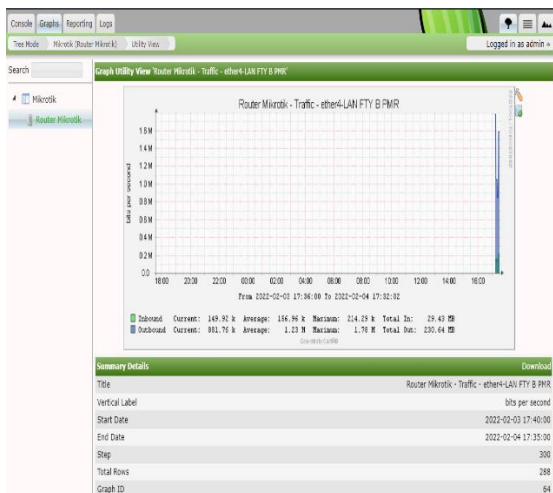 Console Graphs Reporting Logs
Tree Mode Mikrotik (Router Mikrotik) Utility View Logged in as admin
Search
Graph Utility View 'Router Mikrotik - Traffic - ether4-LAN FTY B PMR'
Mikrotik
Router Mikrotik
Router Mikrotik - Traffic - ether4-LAN FTY B PMR
bits per second
1.6 M
1.4 M
1.2 M
1.0 M
0.8 M
0.6 M
0.4 M
0.2 M
0.0
18:00 20:00 22:00 00:00 02:00 04:00 06:00 08:00 10:00 12:00 14:00 16:00
From 2022-02-03 17:36:00 To 2022-02-04 17:32:02
Inbound Current: 149.92 k Average: 156.96 k Maximum: 214.29 k Total In: 29.43 MB
Outbound Current: 881.76 k Average: 1.23 M Maximum: 1.78 M Total Out: 230.64 MB
Summary Details Download
Title Router Mikrotik - Traffic - ether4-LAN FTY B PMR
Vertical Label bits per second
Start Date 2022-02-03 17:40:00
End Date 2022-02-04 17:35:00
Step 300
Total Rows 288
Graph ID 64